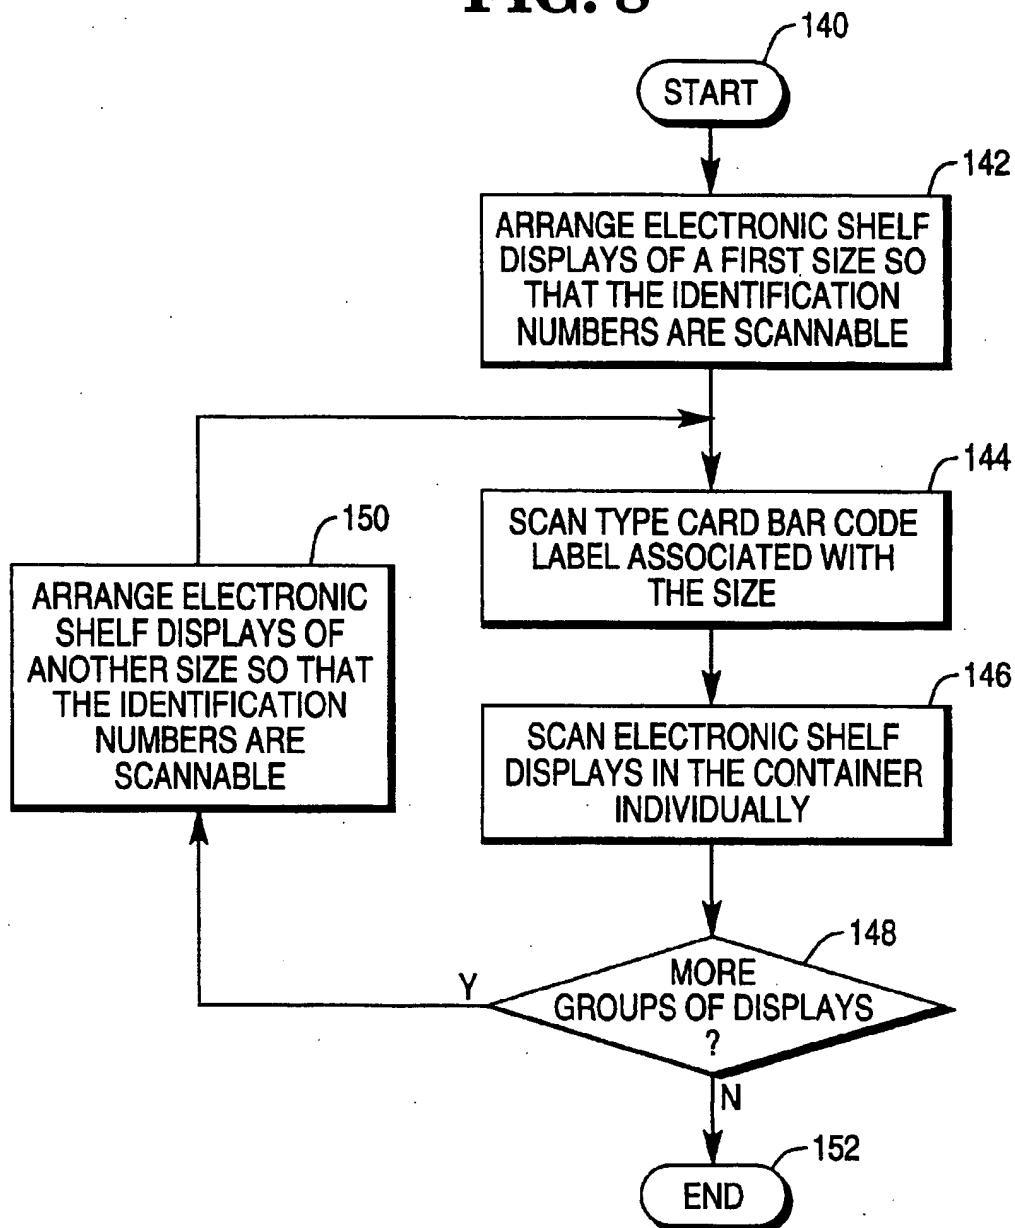 140
START
142
ARRANGE ELECTRONIC SHELF
DISPLAYS OF A FIRST SIZE SO
THAT THE IDENTIFICATION
NUMBERS ARE SCANNABLE
144
SCAN TYPE CARD BAR CODE
LABEL ASSOCIATED WITH
THE SIZE
150
ARRANGE ELECTRONIC
SHELF DISPLAYS OF
ANOTHER SIZE SO THAT
THE IDENTIFICATION
NUMBERS ARE
SCANNABLE
146
SCAN ELECTRONIC SHELF
DISPLAYS IN THE CONTAINER
INDIVIDUALLY
148
MORE
GROUPS OF DISPLAYS
?
Y
N
152
END